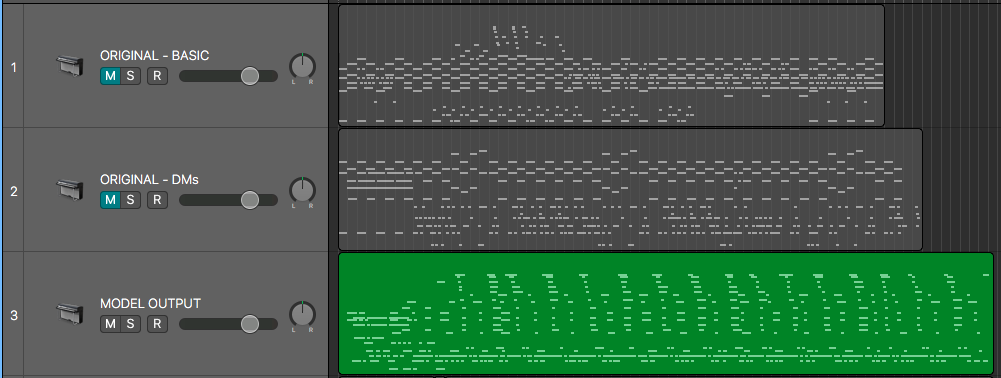 1
ORIGINAL - BASIC
M S R
L R
2
ORIGINAL - DMs
M S R
L R
3
MODEL OUTPUT
M S R
L R